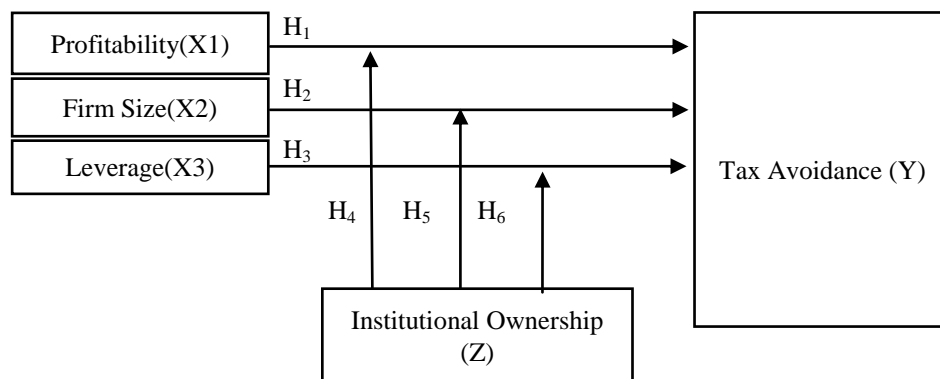 H₁
Profitability(X1)
H₂
Firm Size(X2)
H₃
Leverage(X3)
Tax Avoidance (Y)
H₄
H₅
H₆
Institutional Ownership
(Z)